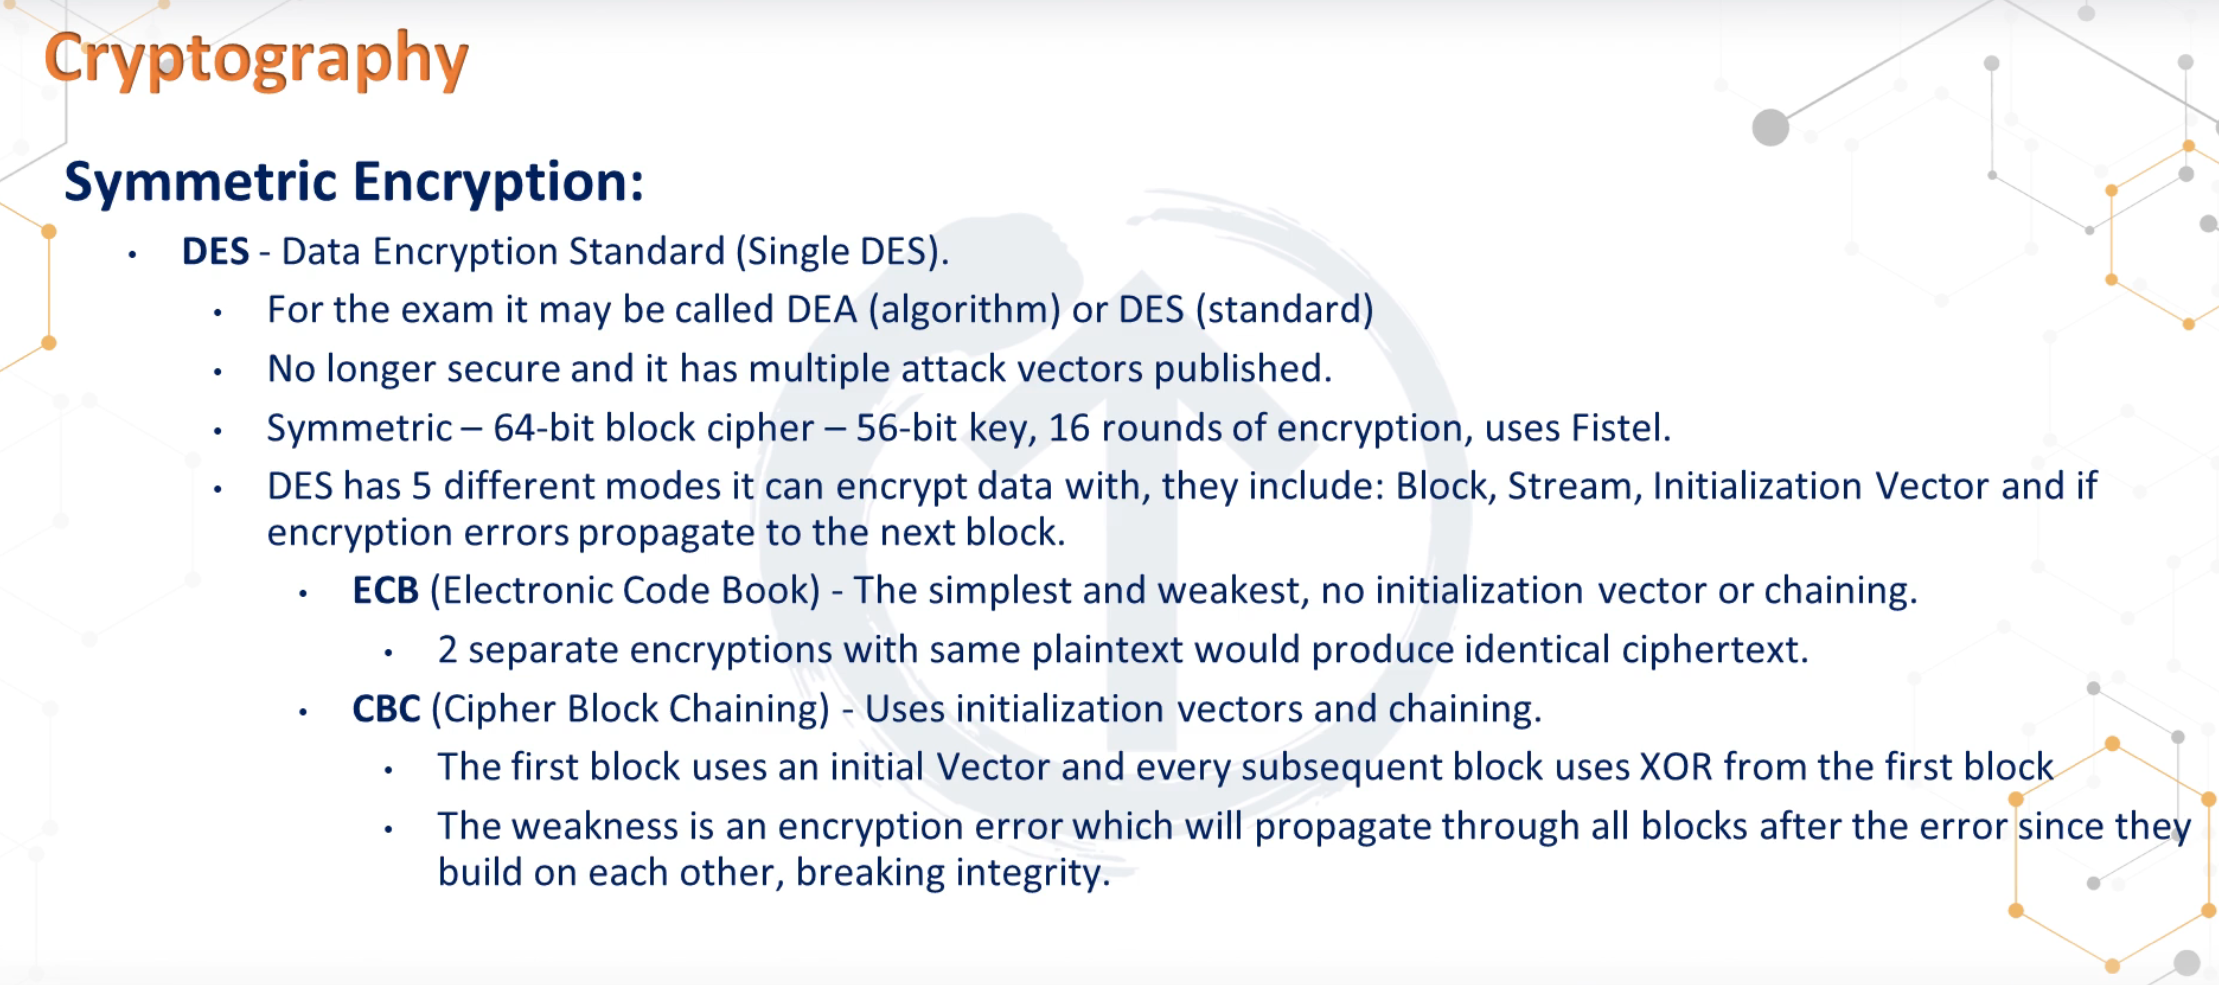 Cryptography
Symmetric Encryption:
• DES - Data Encryption Standard (Single DES).
• For the exam it may be called DEA (algorithm) or DES (standard)
• No longer secure and it has multiple attack vectors published.
• Symmetric – 64-bit block cipher – 56-bit key, 16 rounds of encryption, uses Fistel.
• DES has 5 different modes it can encrypt data with, they include: Block, Stream, Initialization Vector and if
encryption errors propagate to the next block.
• ECB (Electronic Code Book) - The simplest and weakest, no initialization vector or chaining.
• 2 separate encryptions with same plaintext would produce identical ciphertext.
• CBC (Cipher Block Chaining) - Uses initialization vectors and chaining.
• The first block uses an initial Vector and every subsequent block uses XOR from the first block
• The weakness is an encryption error which will propagate through all blocks after the error since they
build on each other, breaking integrity.